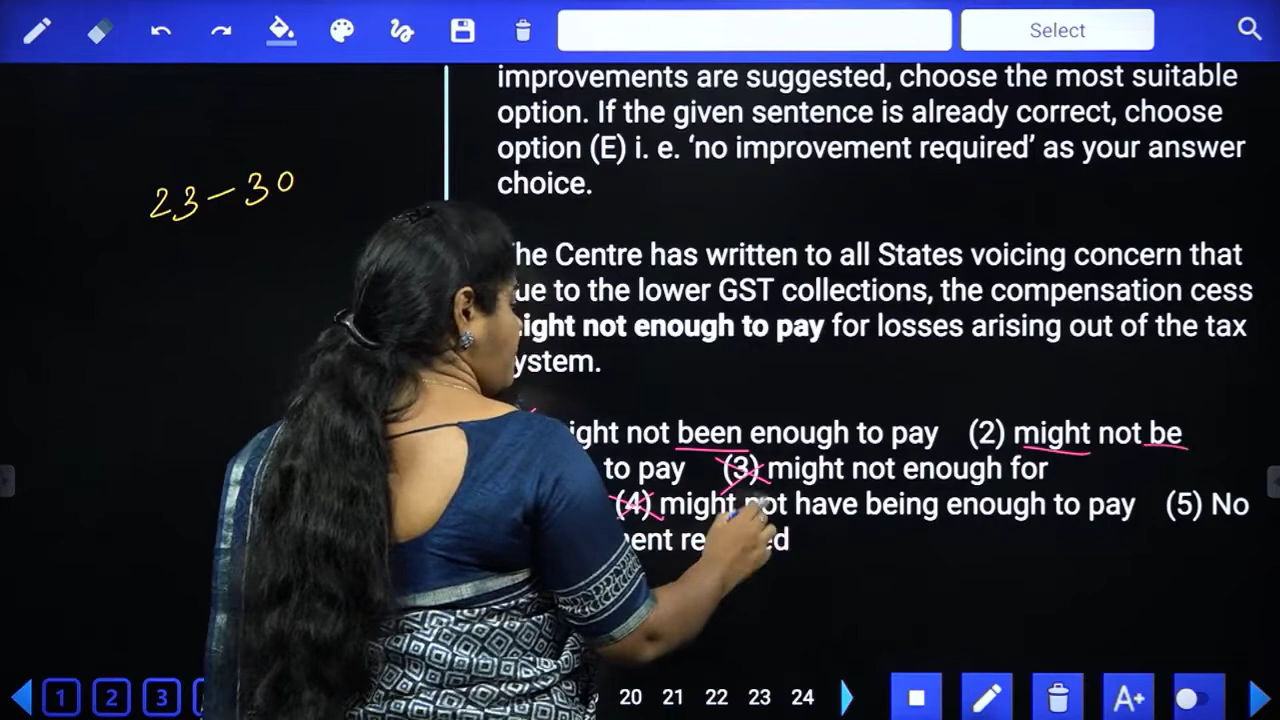 Select
improvements are suggested, choose the most suitable
option. If the given sentence is already correct, choose
option (E) i. e. ‘no improvement required’ as your answer
choice.
23-30
he Centre has written to all States voicing concern that
ue to the lower GST collections, the compensation cess
ight not enough to pay for losses arising out of the tax
ystem.
ight not been enough to pay (2) might not be
to pay (3) might not enough for
(4) might not have being enough to pay (5) No
1 2 3 20 21 22 23 24 A+